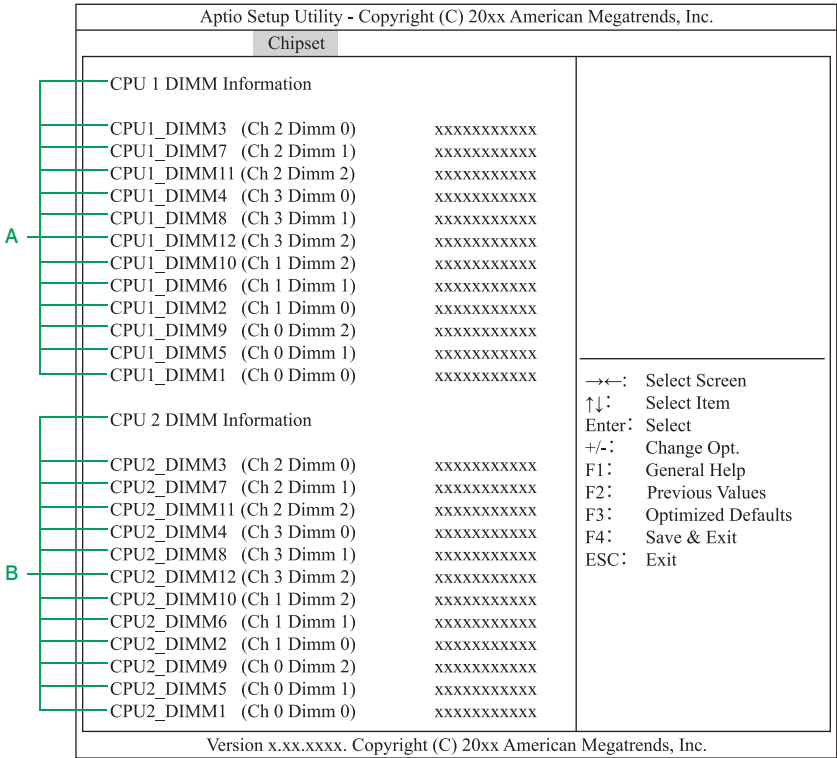 Aptio Setup Utility - Copyright (C) 20xx American Megatrends, Inc.
Chipset
A
CPU 1 DIMM Information
CPU1_DIMM3 (Ch 2 Dimm 0) xxxxxxxxxxx
CPU1_DIMM7 (Ch 2 Dimm 1) xxxxxxxxxxx
CPU1_DIMM11 (Ch 2 Dimm 2) xxxxxxxxxxx
CPU1_DIMM4 (Ch 3 Dimm 0) xxxxxxxxxxx
CPU1_DIMM8 (Ch 3 Dimm 1) xxxxxxxxxxx
CPU1_DIMM12 (Ch 3 Dimm 2) xxxxxxxxxxx
CPU1_DIMM10 (Ch 1 Dimm 2) xxxxxxxxxxx
CPU1_DIMM6 (Ch 1 Dimm 1) xxxxxxxxxxx
CPU1_DIMM2 (Ch 1 Dimm 0) xxxxxxxxxxx
CPU1_DIMM9 (Ch 0 Dimm 2) xxxxxxxxxxx
CPU1_DIMM5 (Ch 0 Dimm 1) xxxxxxxxxxx
CPU1_DIMM1 (Ch 0 Dimm 0) xxxxxxxxxxx
B
CPU 2 DIMM Information
CPU2_DIMM3 (Ch 2 Dimm 0) xxxxxxxxxxx
CPU2_DIMM7 (Ch 2 Dimm 1) xxxxxxxxxxx
CPU2_DIMM11 (Ch 2 Dimm 2) xxxxxxxxxxx
CPU2_DIMM4 (Ch 3 Dimm 0) xxxxxxxxxxx
CPU2_DIMM8 (Ch 3 Dimm 1) xxxxxxxxxxx
CPU2_DIMM12 (Ch 3 Dimm 2) xxxxxxxxxxx
CPU2_DIMM10 (Ch 1 Dimm 2) xxxxxxxxxxx
CPU2_DIMM6 (Ch 1 Dimm 1) xxxxxxxxxxx
CPU2_DIMM2 (Ch 1 Dimm 0) xxxxxxxxxxx
CPU2_DIMM9 (Ch 0 Dimm 2) xxxxxxxxxxx
CPU2_DIMM5 (Ch 0 Dimm 1) xxxxxxxxxxx
CPU2_DIMM1 (Ch 0 Dimm 0) xxxxxxxxxxx
→←: Select Screen
↑↓: Select Item
Enter: Select
+/-: Change Opt.
F1: General Help
F2: Previous Values
F3: Optimized Defaults
F4: Save & Exit
ESC: Exit
Version x.xx.xxxx. Copyright (C) 20xx American Megatrends, Inc.